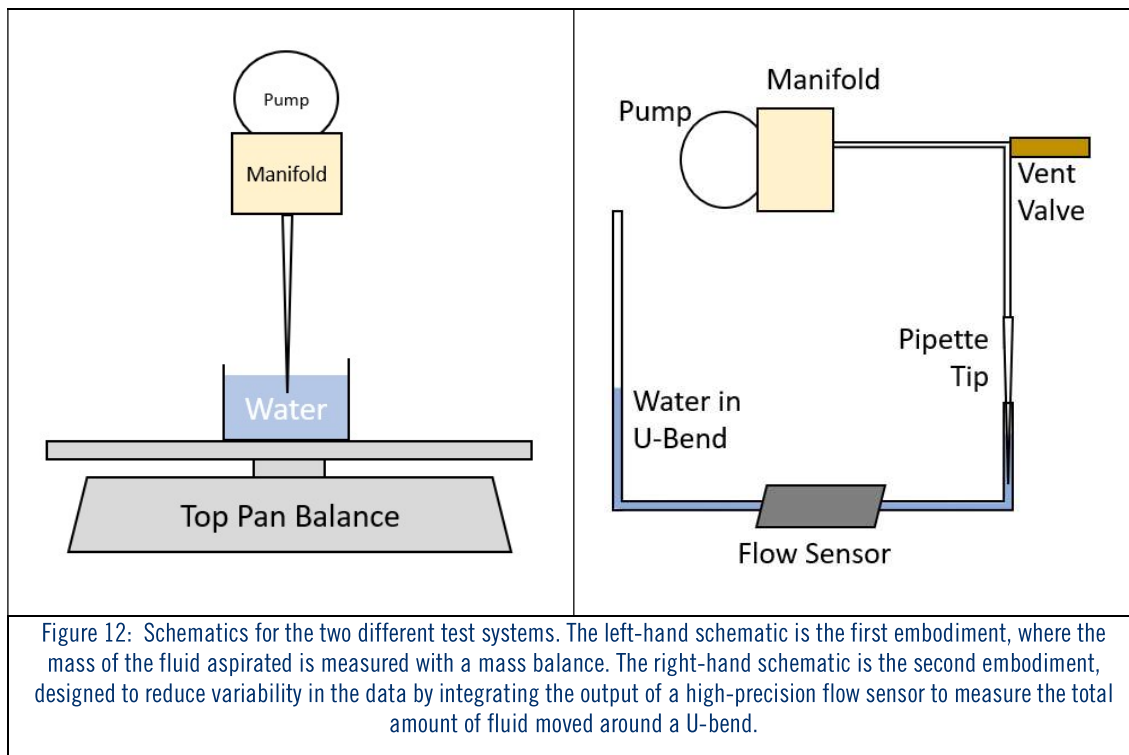 Pump
Manifold
Water
Top Pan Balance
Manifold
Pump
Vent
Valve
Pipette
Tip
Water in
U-Bend
Flow Sensor
Figure 12:  Schematics for the two different test systems. The left-hand schematic is the first embodiment, where the
mass of the fluid aspirated is measured with a mass balance. The right-hand schematic is the second embodiment,
designed to reduce variability in the data by integrating the output of a high-precision flow sensor to measure the total
amount of fluid moved around a U-bend.